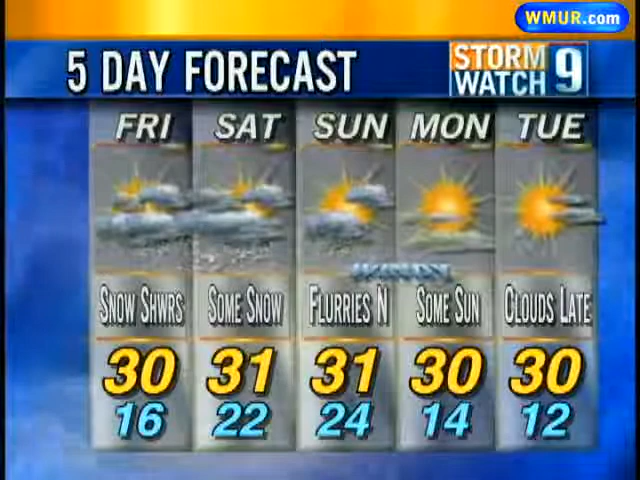 WMUR.com
5 DAY FORECAST
STORM
WATCH 9
FRI SAT SUN MON TUE
WINDY
SNOW SHWRS SOME SNOW FLURRIES N SOME SUN CLOUDS LATE
30 31 31 30 30
16 22 24 14 12